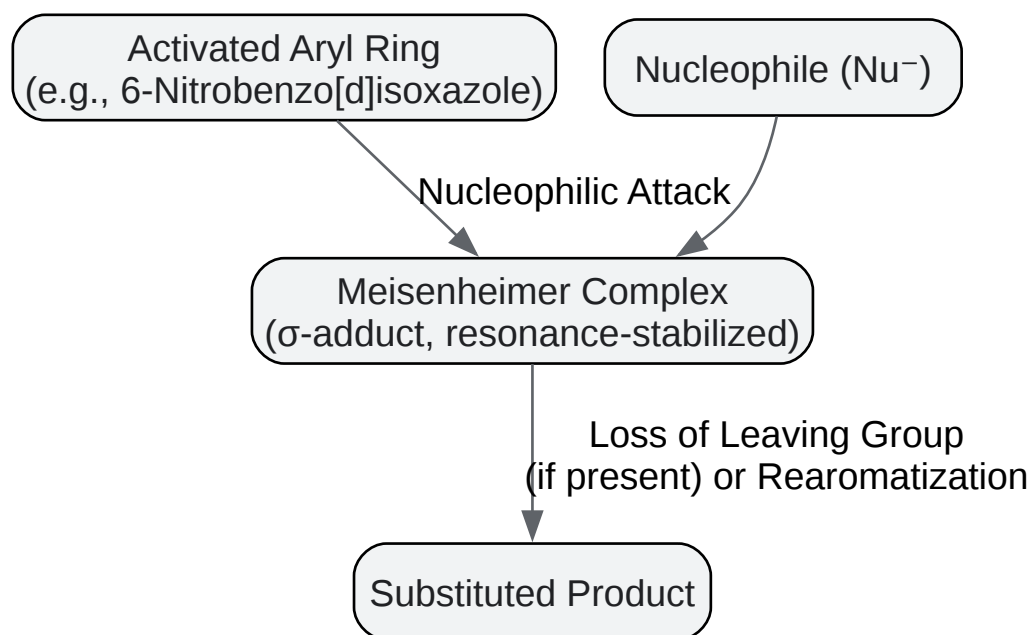 Activated Aryl Ring
(e.g., 6-Nitrobenzo[d]isoxazole)
Nucleophile (Nu⁻)
Nucleophilic Attack
Meisenheimer Complex
(σ-adduct, resonance-stabilized)
Loss of Leaving Group
(if present) or Rearomatization
Substituted Product